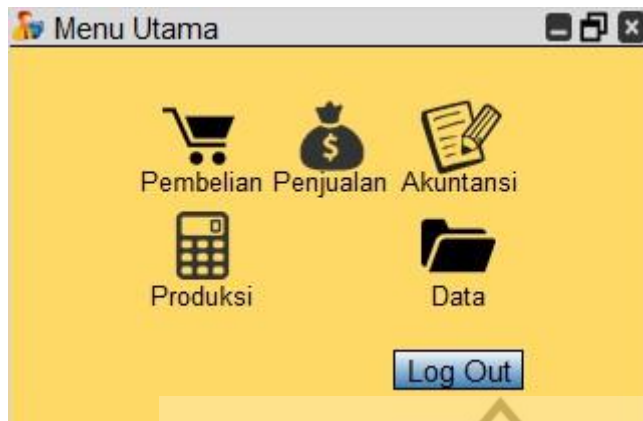 Menu Utama
Pembelian Penjualan Akuntansi
Produksi Data
Log Out